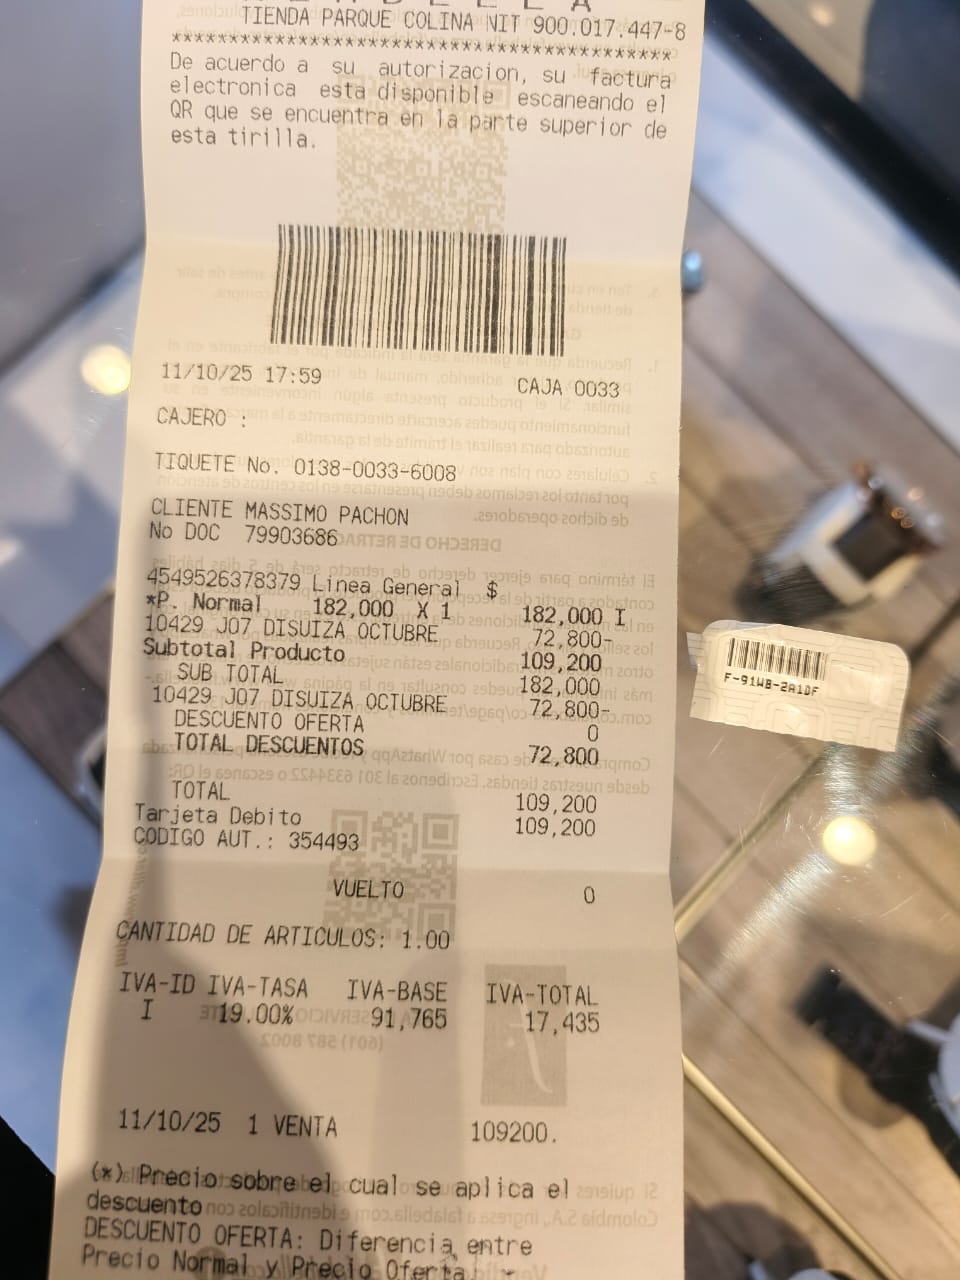 TIENDA PARQUE COLINA NIT 900.017.447-8
******************************************
De acuerdo a su autorizacion, su factura
electronica esta disponible escaneando el
QR que se encuentra en la parte superior de
esta tirilla.
11/10/25 17:59 CAJA 0033
CAJERO :
TIQUETE No. 0138-0033-6008
CLIENTE MASSIMO PACHON
No DOC 79903686
4549526378379 Linea General $
*P. Normal 182,000 X 1 182,000 I
10429 J07 DISUIZA OCTUBRE 72,800-
Subtotal Producto 109,200
SUB TOTAL 182,000
10429 J07 DISUIZA OCTUBRE 72,800-
DESCUENTO OFERTA 0
TOTAL DESCUENTOS 72,800
TOTAL 109,200
Tarjeta Debito 109,200
CODIGO AUT.: 354493
VUELTO 0
CANTIDAD DE ARTICULOS: 1.00
IVA-ID IVA-TASA IVA-BASE IVA-TOTAL
I 19.00% 91,765 17,435
11/10/25 1 VENTA 109200.
(*) Precio sobre el cual se aplica el
descuento
DESCUENTO OFERTA: Diferencia entre
Precio Normal y Precio Oferta.
F-91WB-2A1DF